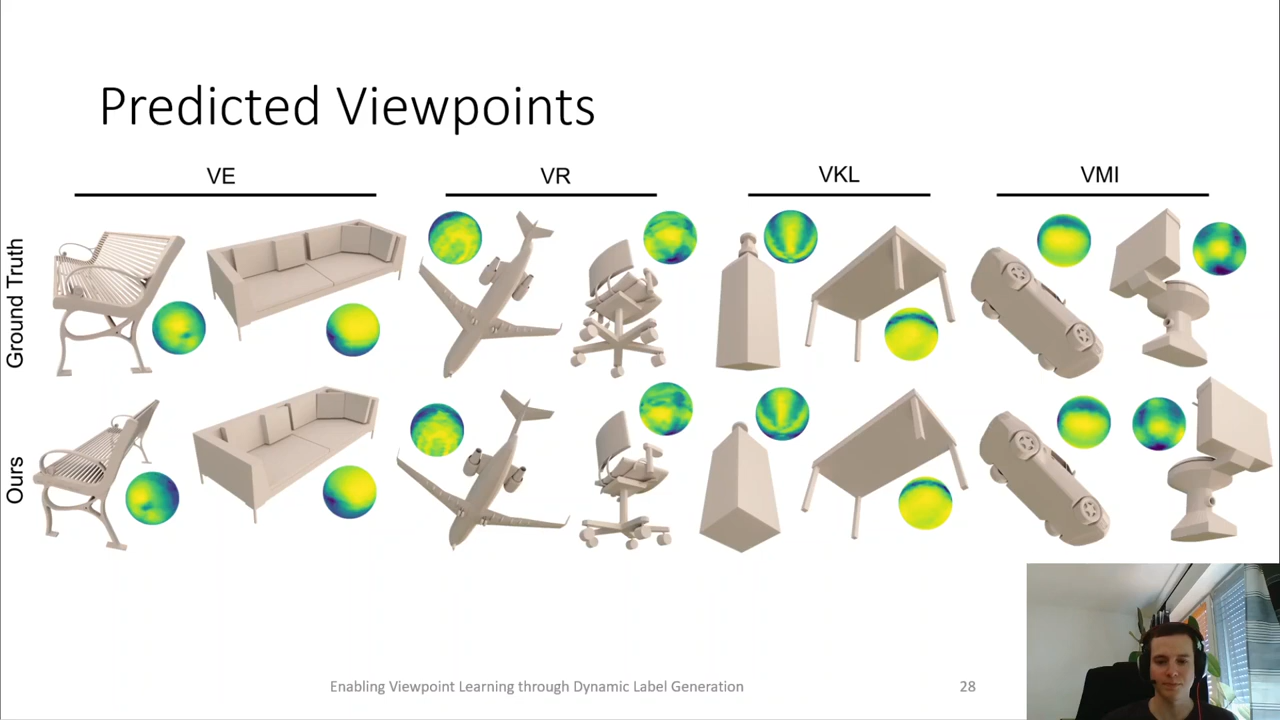 Predicted Viewpoints
VE
VR
VKL
VMI
Ground Truth
Ours
Enabling Viewpoint Learning through Dynamic Label Generation
28